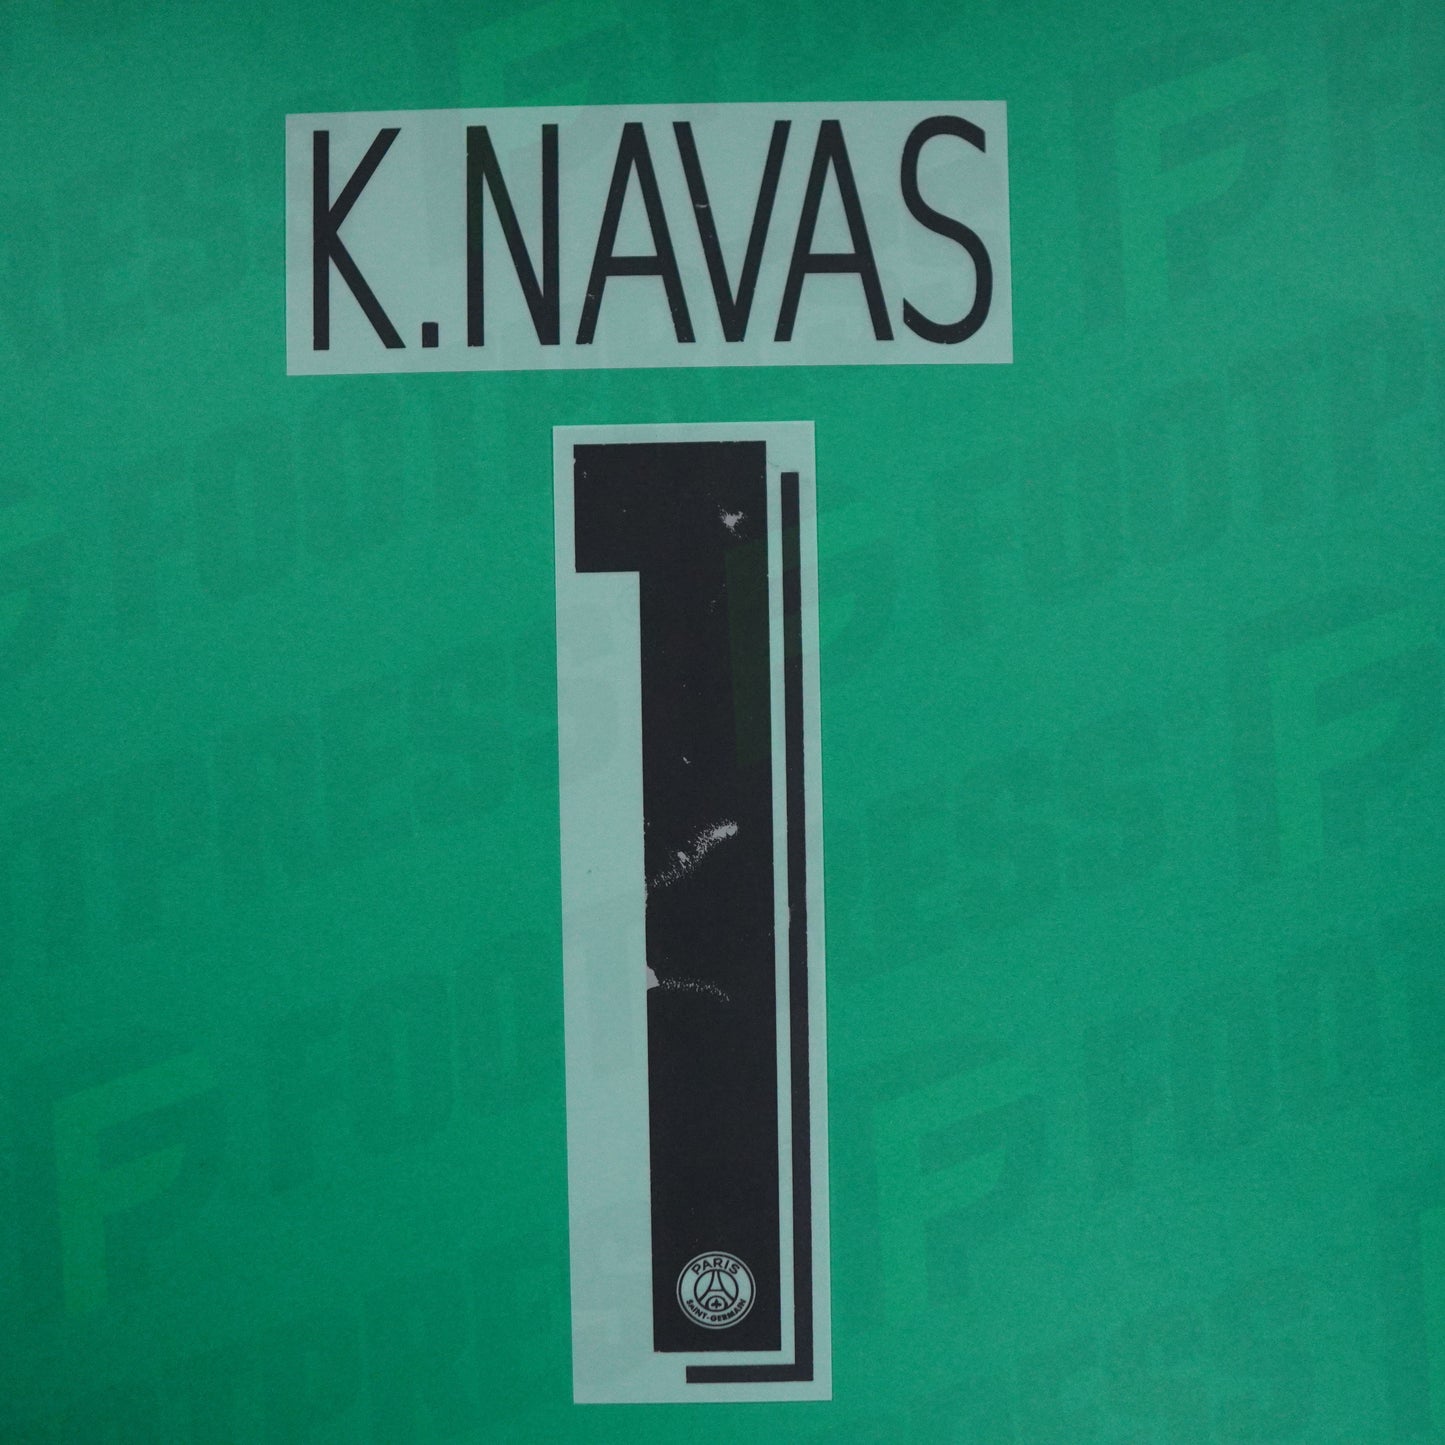 K.NAVAS
1
PARIS
SAINT-GERMAIN